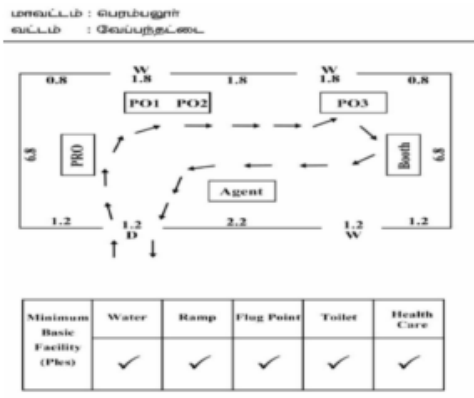 மாவட்டம் : பெரம்பலூர்
வட்டம் : வேப்பந்தட்டை
W W
0.8 1.8 1.8 1.8 0.8
PO1 PO2 PO3
6.8 PRO Booth 6.8
Agent
1.2 1.2 2.2 1.2 1.2
D W
Minimum Basic Facility (Ples) Water Ramp Flug Point Toilet Health Care
✓ ✓ ✓ ✓ ✓